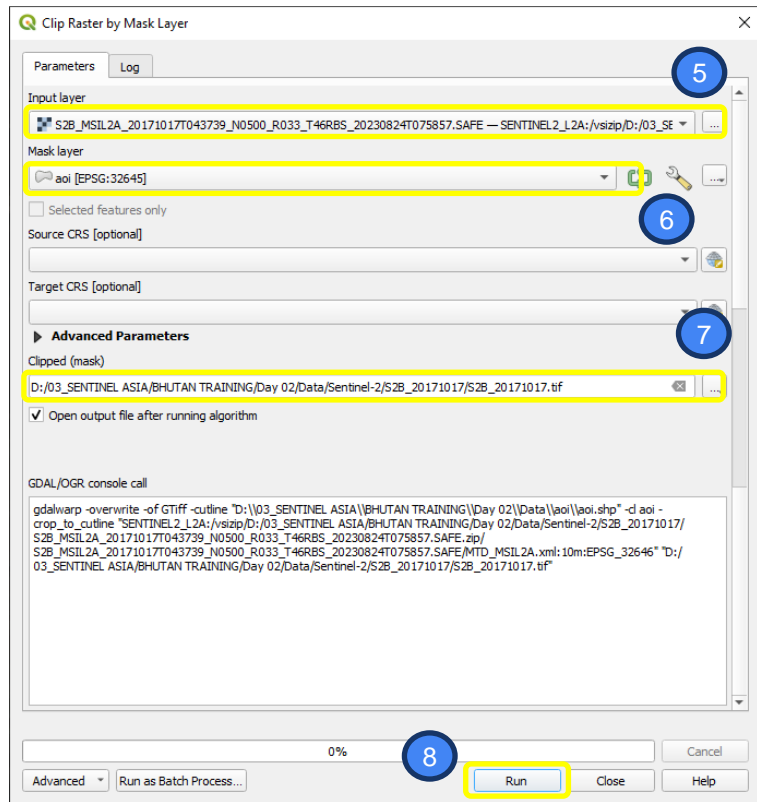 Clip Raster by Mask Layer
Parameters Log
5
Input layer
S2B_MSIL2A_20171017T043739_N0500_R033_T46RBS_20230824T075857.SAFE — SENTINEL2_L2A:/vsizip/D:/03_SE ...
Mask layer
aoi [EPSG:32645] ...
Selected features only
6
Source CRS [optional]
Target CRS [optional]
7
Advanced Parameters
Clipped (mask)
D:/03_SENTINEL ASIA/BHUTAN TRAINING/Day 02/Data/Sentinel-2/S2B_20171017/S2B_20171017.tif ...
Open output file after running algorithm
GDAL/OGR console call
gdalwarp -overwrite -of GTiff -cutline "D:\\03_SENTINEL ASIA\\BHUTAN TRAINING\\Day 02\\Data\\aoi\\aoi.shp" -cl aoi -
crop_to_cutline "SENTINEL2_L2A:/vsizip/D:/03_SENTINEL ASIA/BHUTAN TRAINING/Day 02/Data/Sentinel-2/S2B_20171017/
S2B_MSIL2A_20171017T043739_N0500_R033_T46RBS_20230824T075857.SAFE.zip/
S2B_MSIL2A_20171017T043739_N0500_R033_T46RBS_20230824T075857.SAFE/MTD_MSIL2A.xml:10m:EPSG_32646" "D:/
03_SENTINEL ASIA/BHUTAN TRAINING/Day 02/Data/Sentinel-2/S2B_20171017/S2B_20171017.tif"
0%
8
Cancel
Advanced Run as Batch Process... Run Close Help